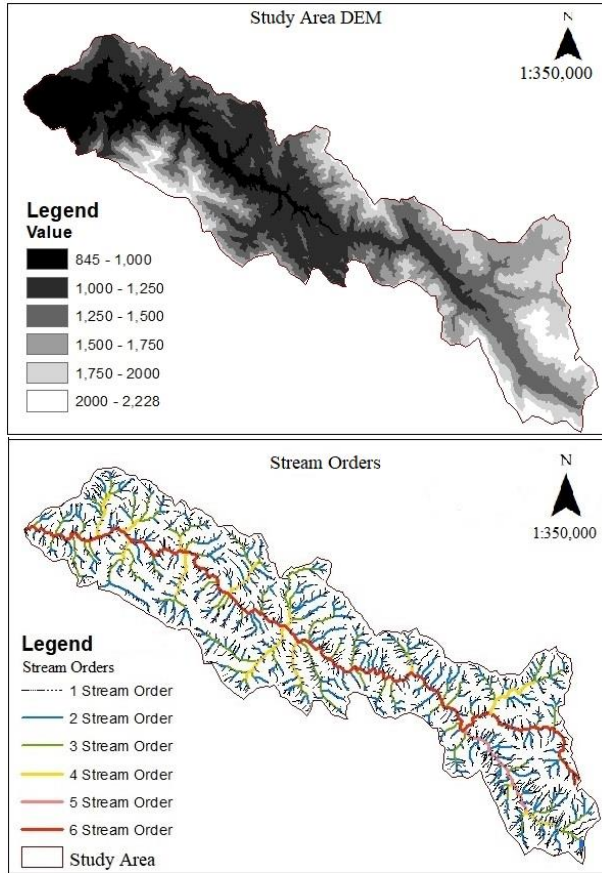 Study Area DEM
N
1:350,000
Legend
Value
845 - 1,000
1,000 - 1,250
1,250 - 1,500
1,500 - 1,750
1,750 - 2000
2000 - 2,228
Stream Orders
N
1:350,000
Legend
Stream Orders
1 Stream Order
2 Stream Order
3 Stream Order
4 Stream Order
5 Stream Order
6 Stream Order
Study Area